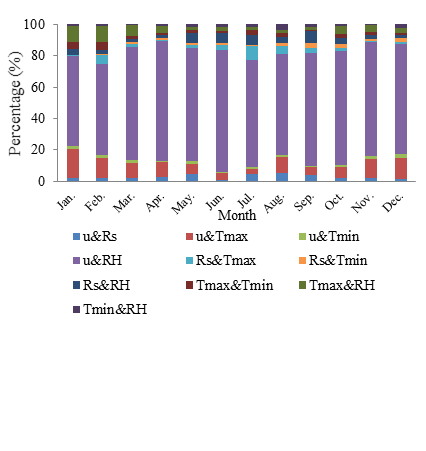 Percentage (%)
100
80
60
40
20
0
Jan. Feb. Mar. Apr. May. Jun. Jul. Aug. Sep. Oct. Nov. Dec.
Month
u&Rs u&Tmax u&Tmin
u&RH Rs&Tmax Rs&Tmin
Rs&RH Tmax&Tmin Tmax&RH
Tmin&RH